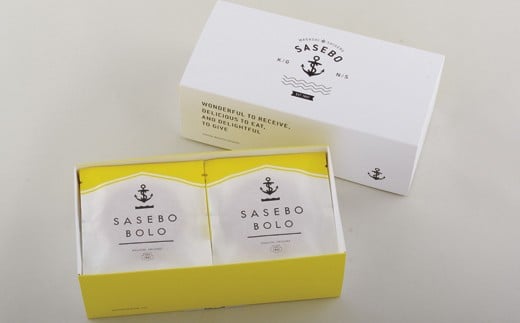 SASEBO
K/G N/S
WONDERFUL TO RECEIVE,
DELICIOUS TO EAT,
AND DELIGHTFUL
TO GIVE
SASEBO
BOLO
SASEBO
BOLO